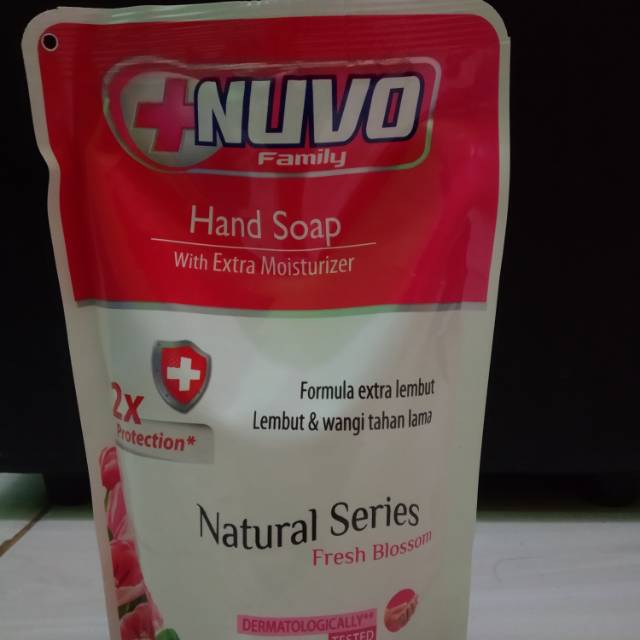 NUVO
Family
Hand Soap
With Extra Moisturizer
2x
Protection*
Formula extra lembut
Lembut & wangi tahan lama
Natural Series
Fresh Blossom
DERMATOLOGICALLY**
TESTED